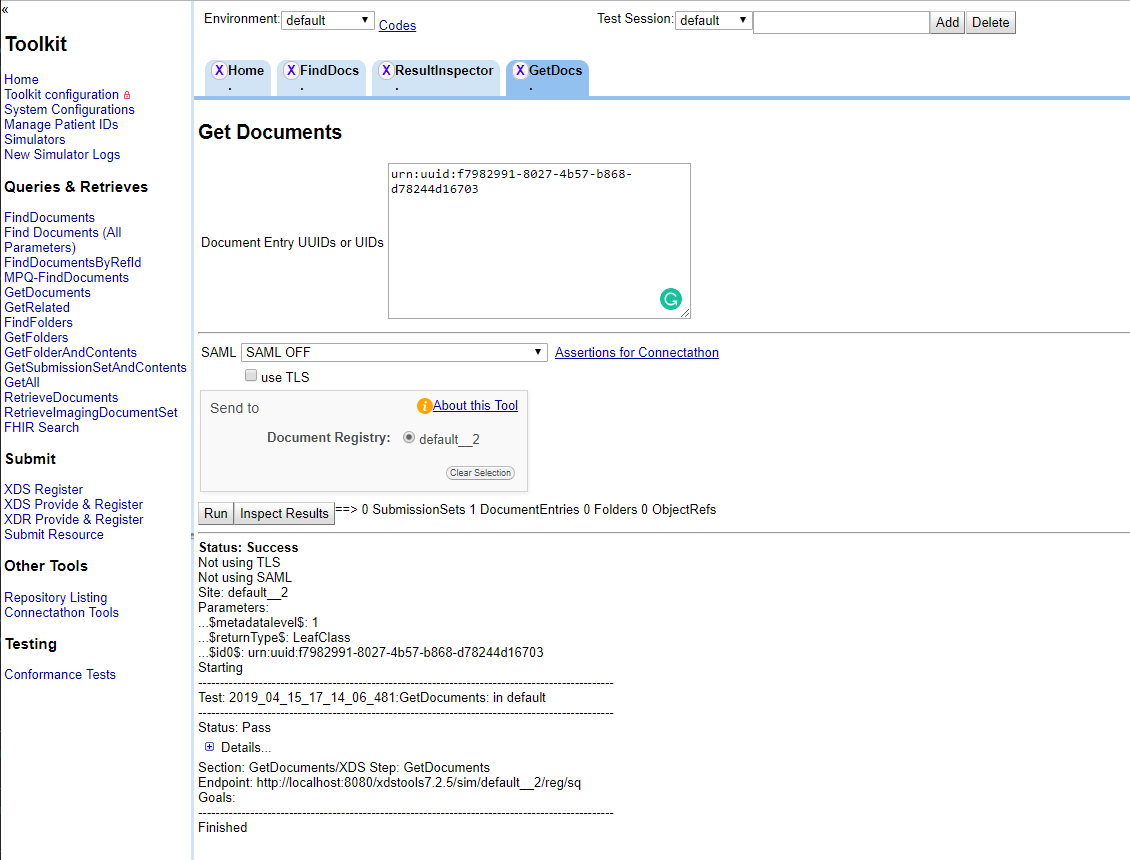 «
Toolkit
Home
Toolkit configuration
System Configurations
Manage Patient IDs
Simulators
New Simulator Logs
Queries & Retrieves
FindDocuments
Find Documents (All
Parameters)
FindDocumentsByRefId
MPQ-FindDocuments
GetDocuments
GetRelated
FindFolders
GetFolders
GetFolderAndContents
GetSubmissionSetAndContents
GetAll
RetrieveDocuments
RetrieveImagingDocumentSet
FHIR Search
Submit
XDS Register
XDS Provide & Register
XDR Provide & Register
Submit Resource
Other Tools
Repository Listing
Connectathon Tools
Testing
Conformance Tests
Environment: default Codes Test Session: default Add Delete
X Home . X FindDocs . X ResultInspector . X GetDocs .
Get Documents
Document Entry UUIDs or UIDs
urn:uuid:f7982991-8027-4b57-b868-
d78244d16703
SAML SAML OFF Assertions for Connectathon
use TLS
Send to i About this Tool
Document Registry: default__2
Clear Selection
Run Inspect Results ==> 0 SubmissionSets 1 DocumentEntries 0 Folders 0 ObjectRefs
Status: Success
Not using TLS
Not using SAML
Site: default__2
Parameters:
...$metadatalevel$: 1
...$returnType$: LeafClass
...$id0$: urn:uuid:f7982991-8027-4b57-b868-d78244d16703
Starting
--------------------------------------------------------------------------------------------------------
Test: 2019_04_15_17_14_06_481:GetDocuments: in default
--------------------------------------------------------------------------------------------------------
Status: Pass
Details...
Section: GetDocuments/XDS Step: GetDocuments
Endpoint: http://localhost:8080/xdstools7.2.5/sim/default__2/reg/sq
Goals:
--------------------------------------------------------------------------------------------------------
Finished